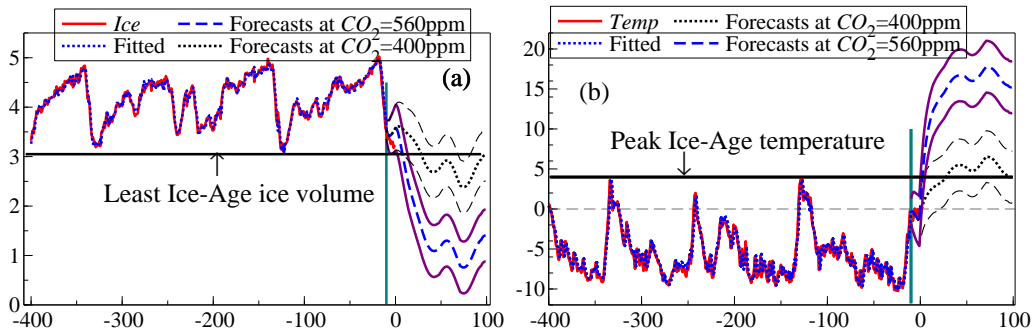 Ice Forecasts at CO2=560ppm
Fitted Forecasts at CO2=400ppm
(a)
5
4
3
2
1
0
Least Ice-Age ice volume
-400 -300 -200 -100 0 100
Temp Forecasts at CO2=400ppm
Fitted Forecasts at CO2=560ppm
(b)
20
15
10
5
0
-5
-10
Peak Ice-Age temperature
-400 -300 -200 -100 0 100